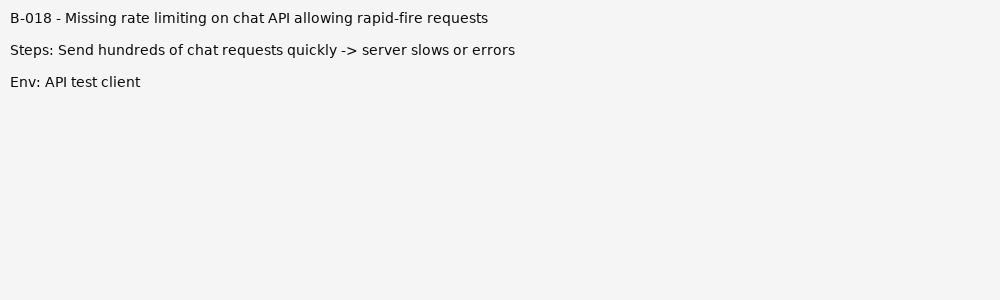 B-018 - Missing rate limiting on chat API allowing rapid-fire requests
Steps: Send hundreds of chat requests quickly -> server slows or errors
Env: API test client